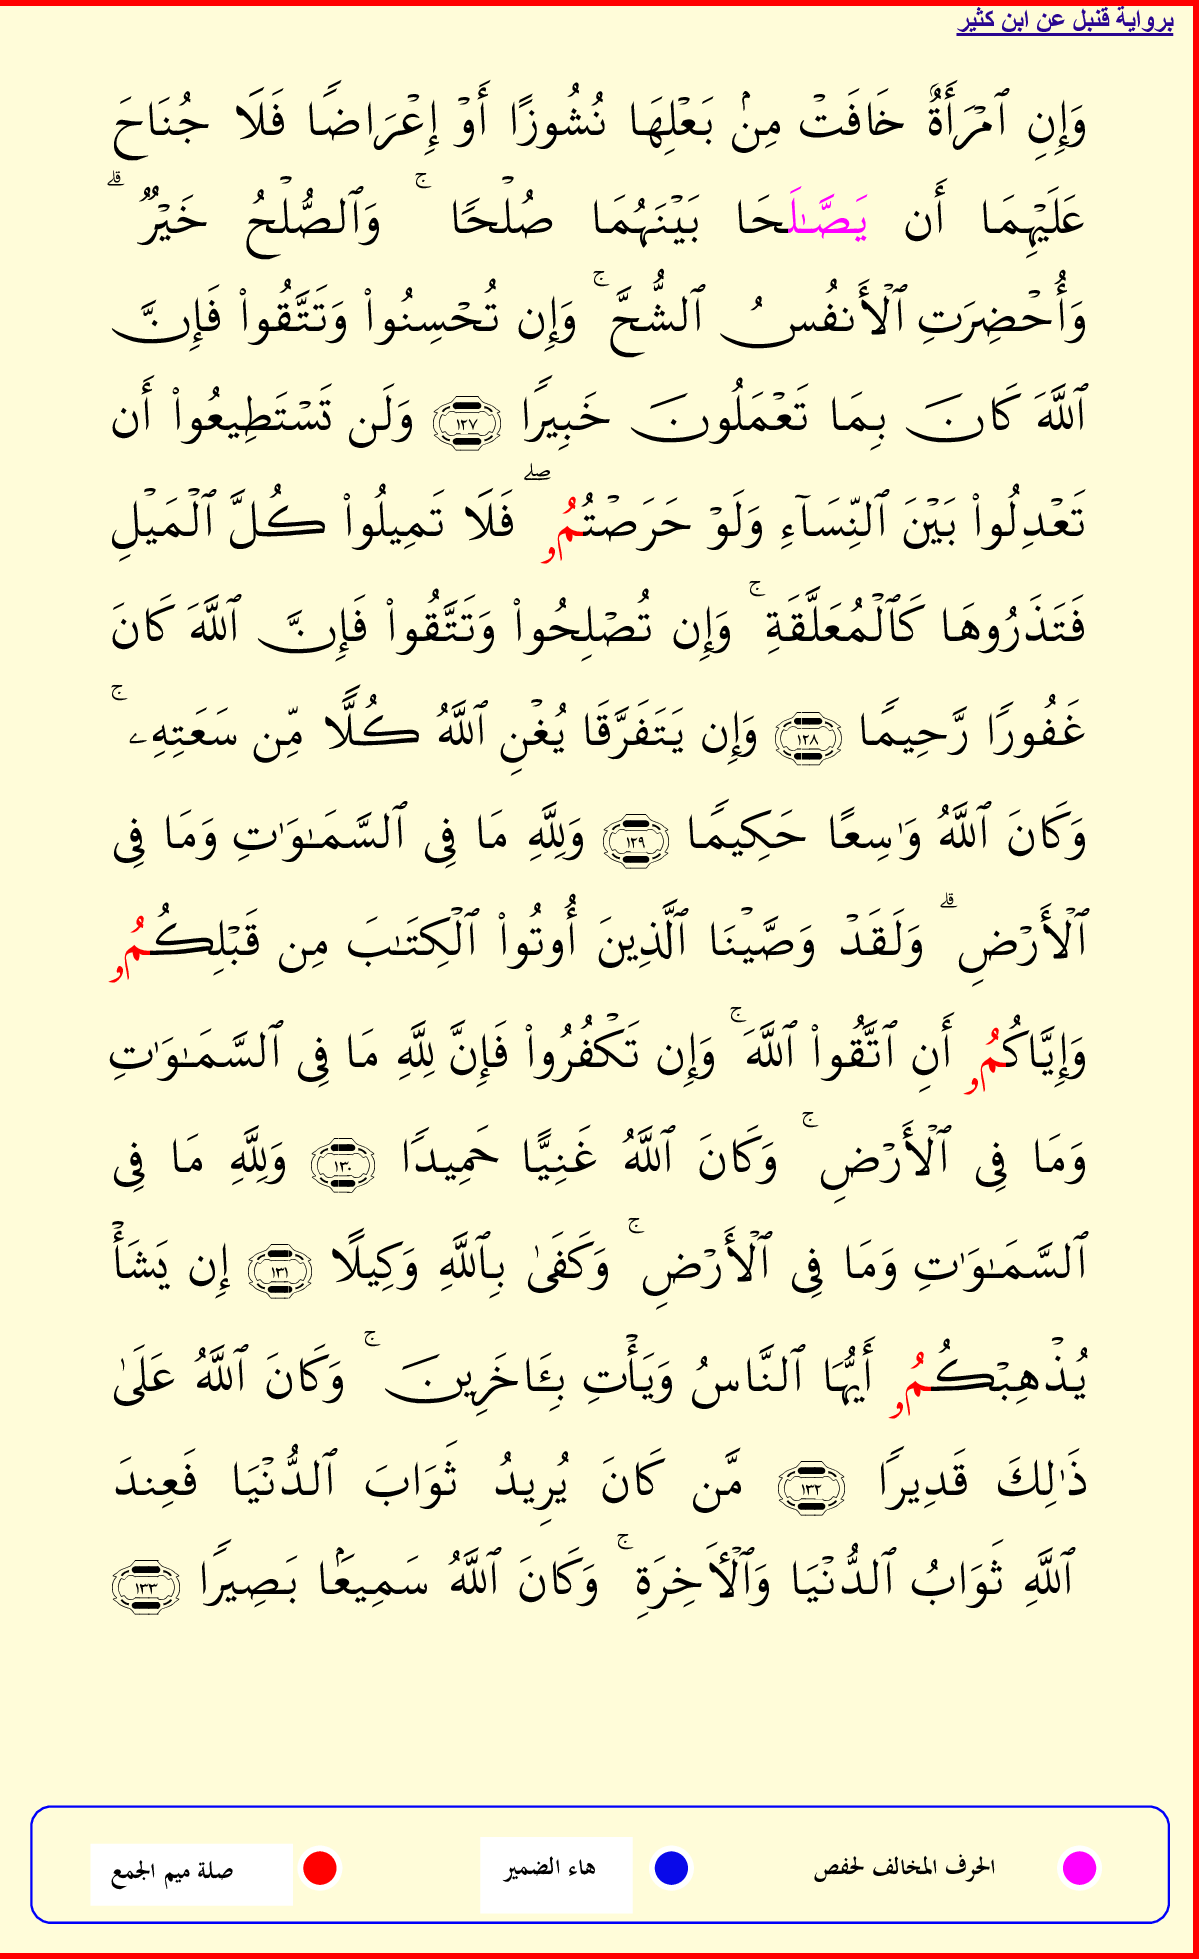 برواية قنبل عن ابن كثير
وَإِنِ ٱمۡرَأَةٌ خَافَتۡ مِنۢ بَعۡلِهَا نُشُوزًا أَوۡ إِعۡرَاضٗا فَلَا جُنَاحَ
عَلَيۡهِمَا أَن يَصَّـٰلَحَا بَيۡنَهُمَا صُلۡحٗا ۚ وَٱلصُّلۡحُ خَيۡرٞ ۗ
وَأُحۡضِرَتِ ٱلۡأَنفُسُ ٱلشُّحَّ ۚ وَإِن تُحۡسِنُواْ وَتَتَّقُواْ فَإِنَّ
ٱللَّهَ كَانَ بِمَا تَعۡمَلُونَ خَبِيرٗا ١٢٧ وَلَن تَسۡتَطِيعُواْ أَن
تَعۡدِلُواْ بَيۡنَ ٱلنِّسَآءِ وَلَوۡ حَرَصۡتُمُۥ ۖ فَلَا تَمِيلُواْ كُلَّ ٱلۡمَيۡلِ
فَتَذَرُوهَا كَٱلۡمُعَلَّقَةِ ۚ وَإِن تُصۡلِحُواْ وَتَتَّقُواْ فَإِنَّ ٱللَّهَ كَانَ
غَفُورٗا رَّحِيمٗا ١٢٨ وَإِن يَتَفَرَّقَا يُغۡنِ ٱللَّهُ كُلّٗا مِّن سَعَتِهِۦ ۚ
وَكَانَ ٱللَّهُ وَٰسِعًا حَكِيمٗا ١٢٩ وَلِلَّهِ مَا فِي ٱلسَّمَـٰوَٰتِ وَمَا فِي
ٱلۡأَرۡضِ ۗ وَلَقَدۡ وَصَّيۡنَا ٱلَّذِينَ أُوتُواْ ٱلۡكِتَـٰبَ مِن قَبۡلِكُمُۥ
وَإِيَّاكُمُۥ أَنِ ٱتَّقُواْ ٱللَّهَ ۚ وَإِن تَكۡفُرُواْ فَإِنَّ لِلَّهِ مَا فِي ٱلسَّمَـٰوَٰتِ
وَمَا فِي ٱلۡأَرۡضِ ۚ وَكَانَ ٱللَّهُ غَنِيًّا حَمِيدٗا ١٣٠ وَلِلَّهِ مَا فِي
ٱلسَّمَـٰوَٰتِ وَمَا فِي ٱلۡأَرۡضِ ۚ وَكَفَىٰ بِٱللَّهِ وَكِيلًا ١٣١ إِن يَشَأۡ
يُذۡهِبۡكُمُۥ أَيُّهَا ٱلنَّاسُ وَيَأۡتِ بِـَٔاخَرِينَ ۚ وَكَانَ ٱللَّهُ عَلَىٰ
ذَٰلِكَ قَدِيرٗا ١٣٢ مَّن كَانَ يُرِيدُ ثَوَابَ ٱلدُّنۡيَا فَعِندَ
ٱللَّهِ ثَوَابُ ٱلدُّنۡيَا وَٱلۡأٓخِرَةِ ۚ وَكَانَ ٱللَّهُ سَمِيعَۢا بَصِيرٗا ١٣٣
الحرف المخالف لحفص هاء الضمير صلة ميم الجمع